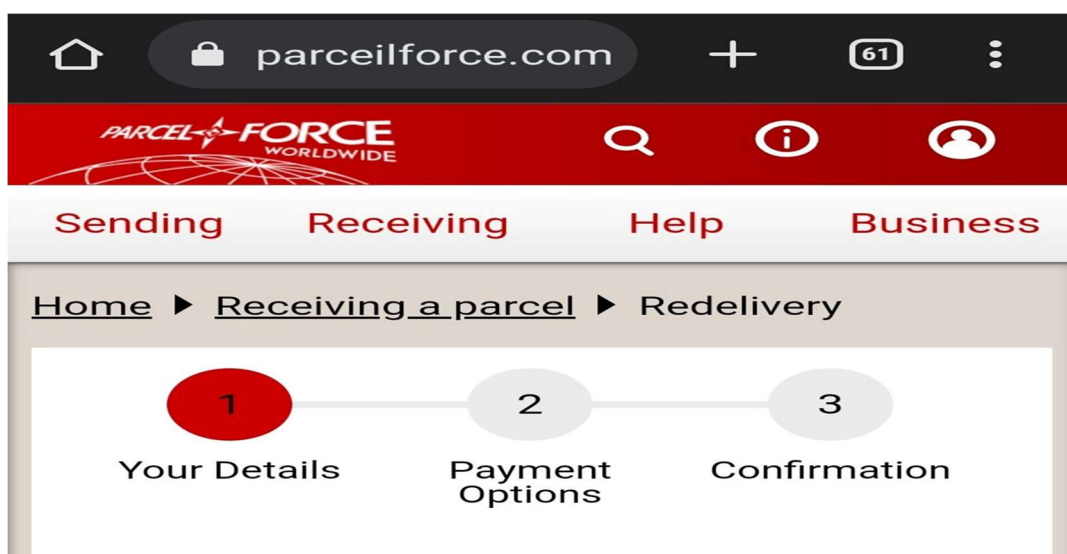 parceilforce.com
61
PARCEL FORCE
WORLDWIDE
Sending Receiving Help Business
Home ▶ Receiving a parcel ▶ Redelivery
1 2 3
Your Details Payment Options Confirmation